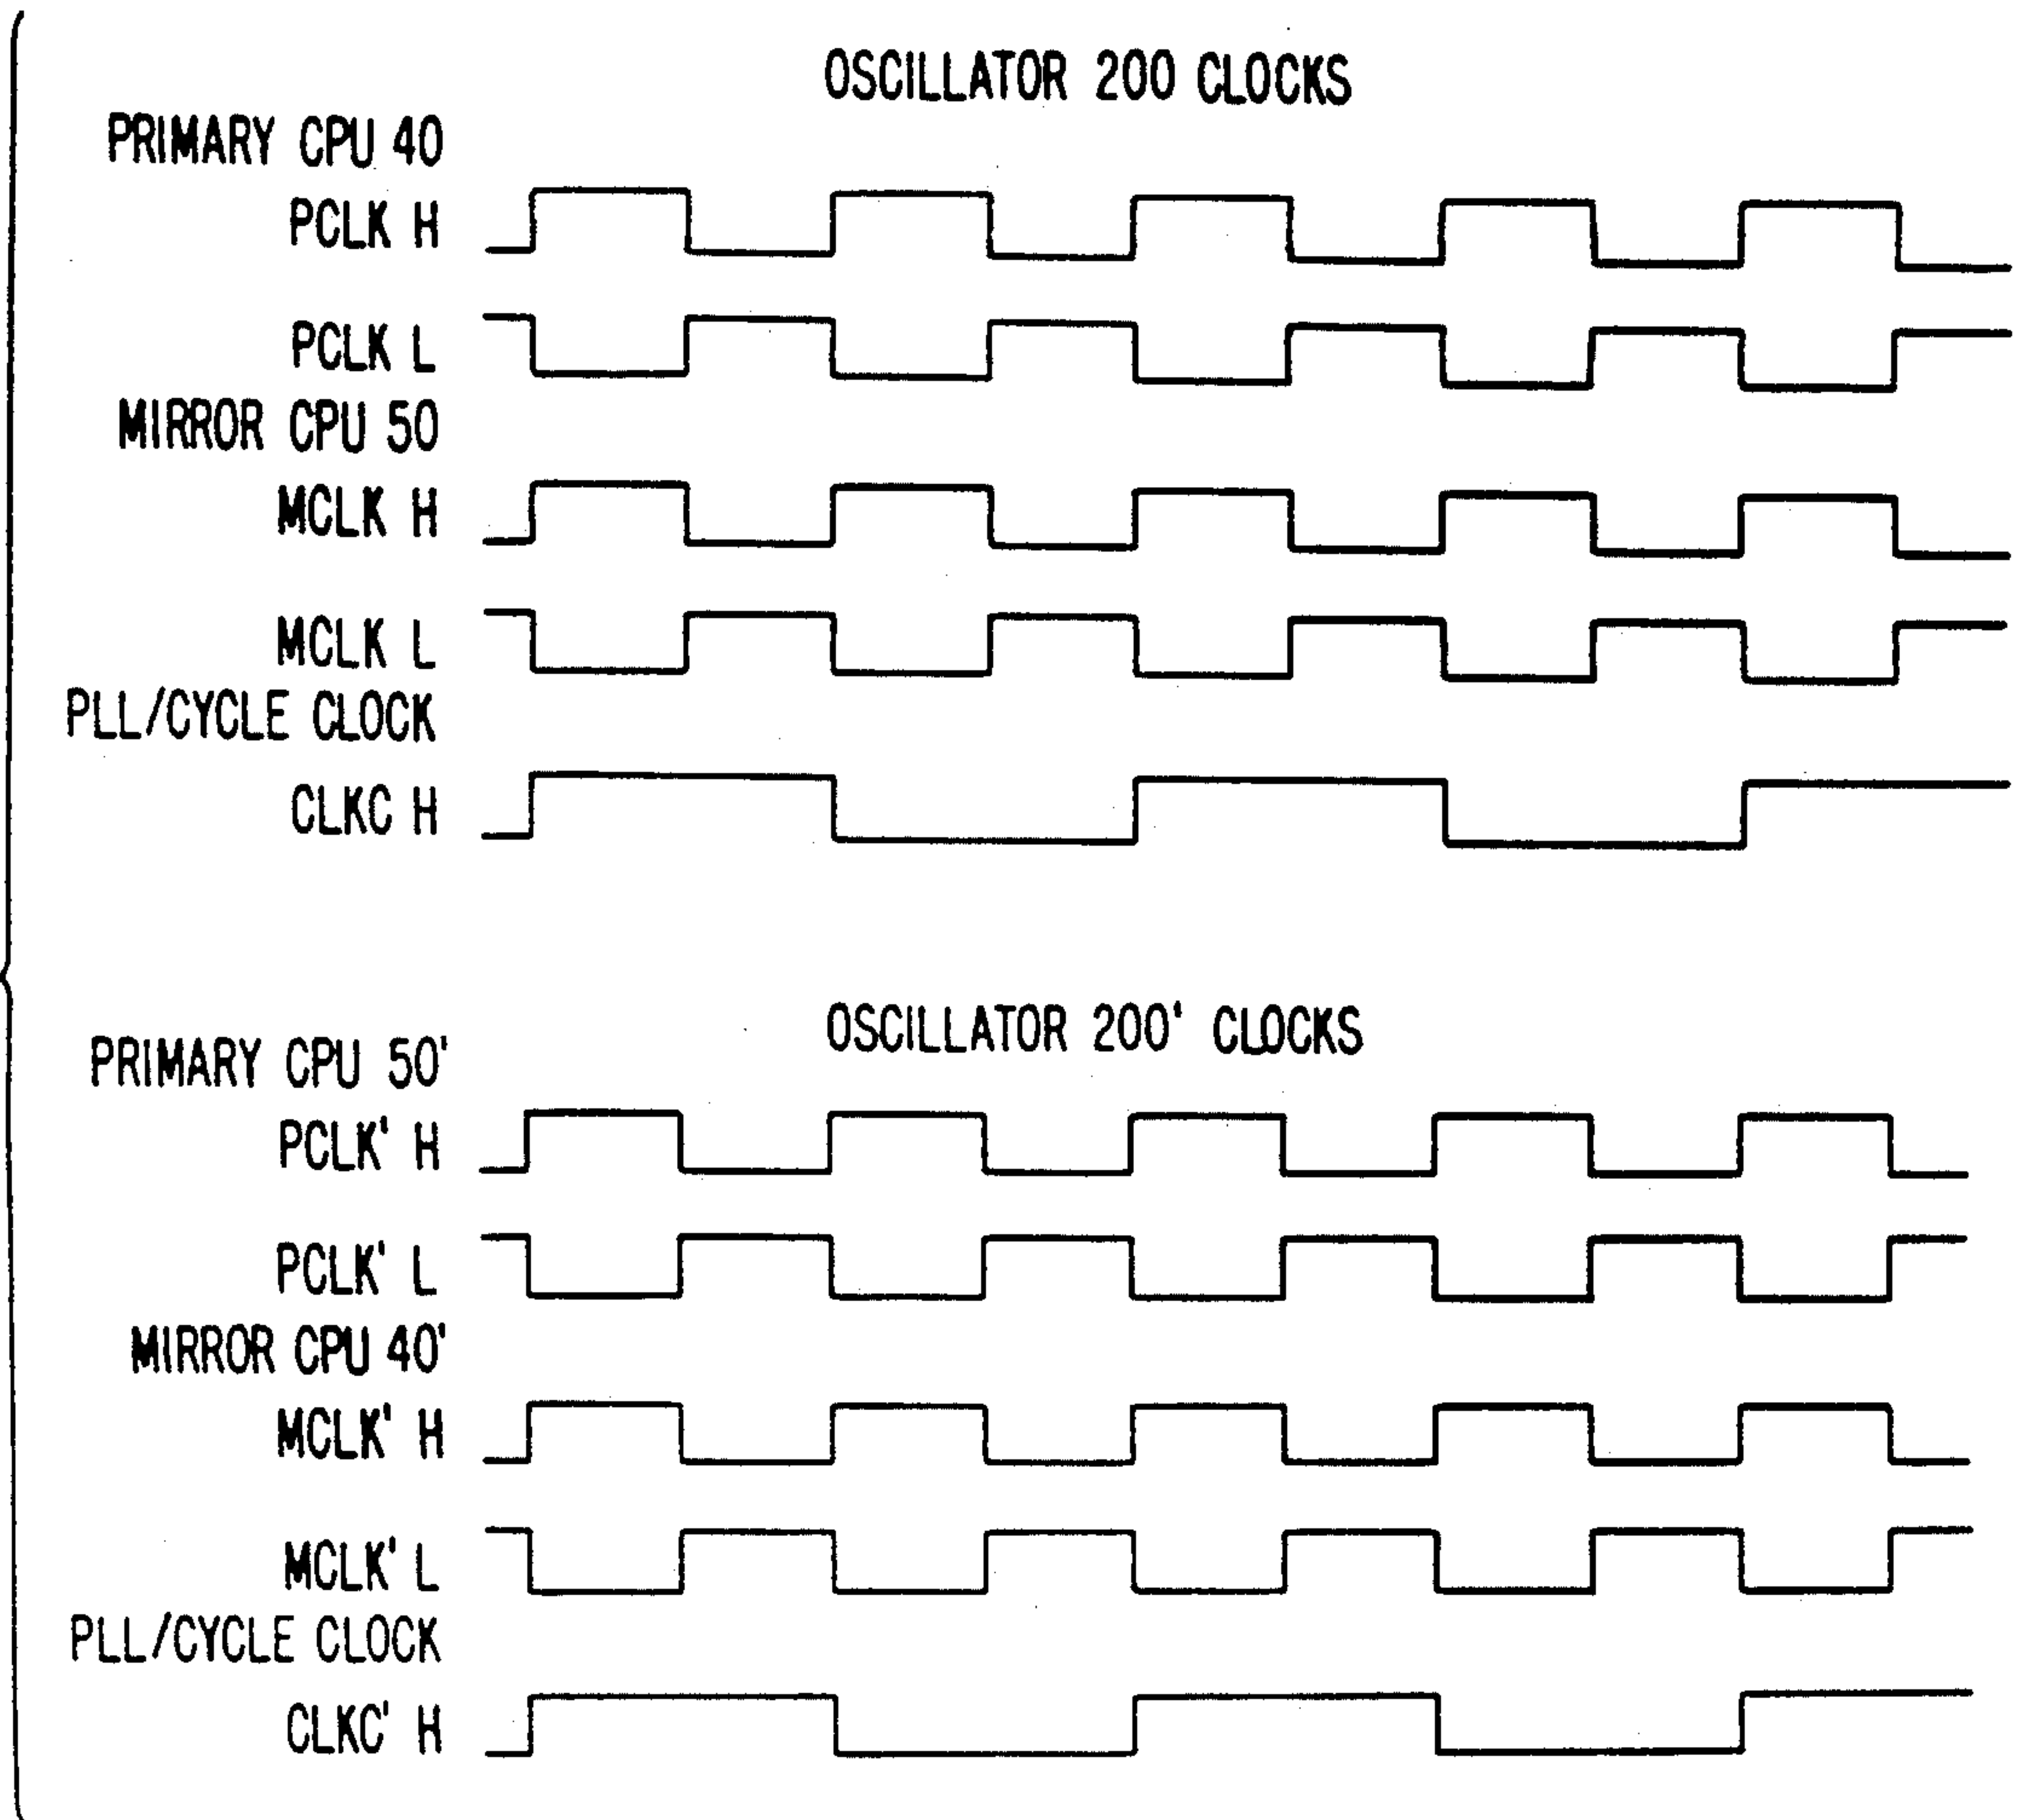 OSCILLATOR 200 CLOCKS
PRIMARY CPU 40
PCLK H
PCLK L
MIRROR CPU 50
MCLK H
MCLK L
PLL/CYCLE CLOCK
CLKC H
OSCILLATOR 200' CLOCKS
PRIMARY CPU 50'
PCLK' H
PCLK' L
MIRROR CPU 40'
MCLK' H
MCLK' L
PLL/CYCLE CLOCK
CLKC' H